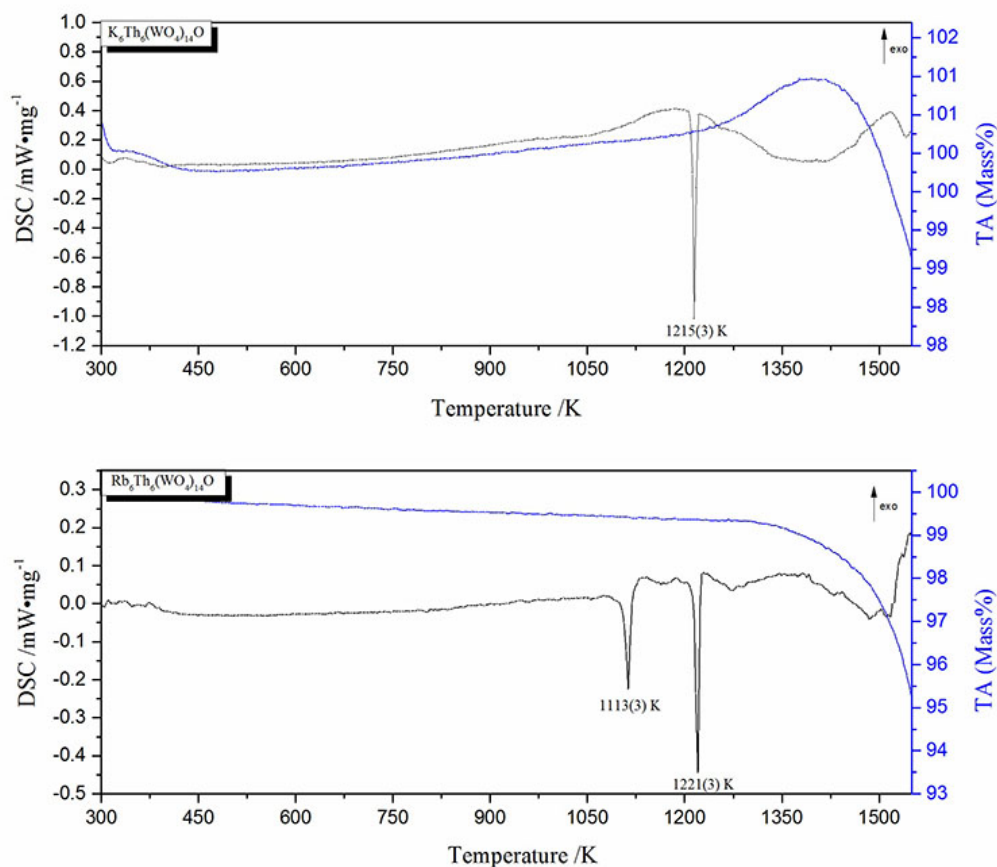 K₆Th₆(WO₄)₁₄O
exo
DSC /mW•mg⁻¹
1.0
0.8
0.6
0.4
0.2
0.0
-0.2
-0.4
-0.6
-0.8
-1.0
-1.2
102
101
101
100
100
99
99
98
98
TA (Mass%)
1215(3) K
300 450 600 750 900 1050 1200 1350 1500
Temperature /K
Rb₆Th₆(WO₄)₁₄O
exo
DSC /mW•mg⁻¹
0.3
0.2
0.1
0.0
-0.1
-0.2
-0.3
-0.4
-0.5
100
99
98
97
96
95
94
93
TA (Mass%)
1113(3) K
1221(3) K
300 450 600 750 900 1050 1200 1350 1500
Temperature /K